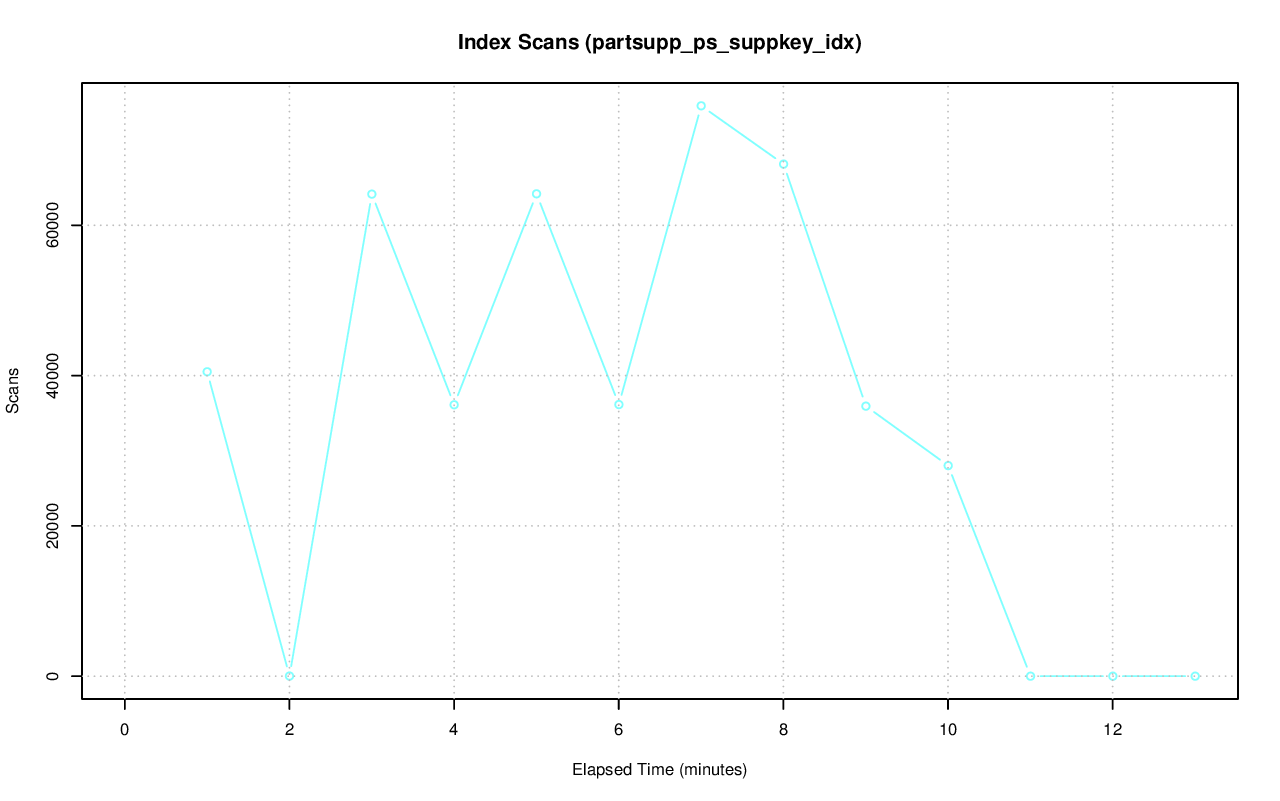 Index Scans (partsupp_ps_suppkey_idx)
Scans
60000
40000
20000
0
0 2 4 6 8 10 12
Elapsed Time (minutes)